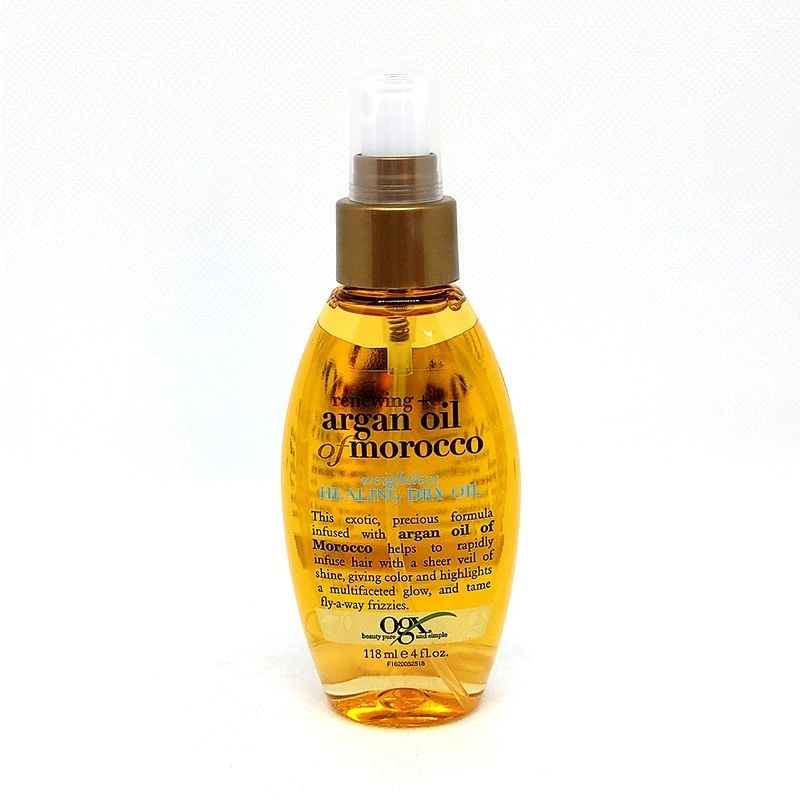 renewing +
argan oil
of morocco
weightless
HEALING DRY OIL
This exotic, precious formula
infused with argan oil of
Morocco helps to rapidly
infuse hair with a sheer veil of
shine, giving color and highlights
a multifaceted glow, and tame
fly-a-way frizzies.
ogx
beauty pure and simple
118 ml e 4 fl.oz.
F1620052518